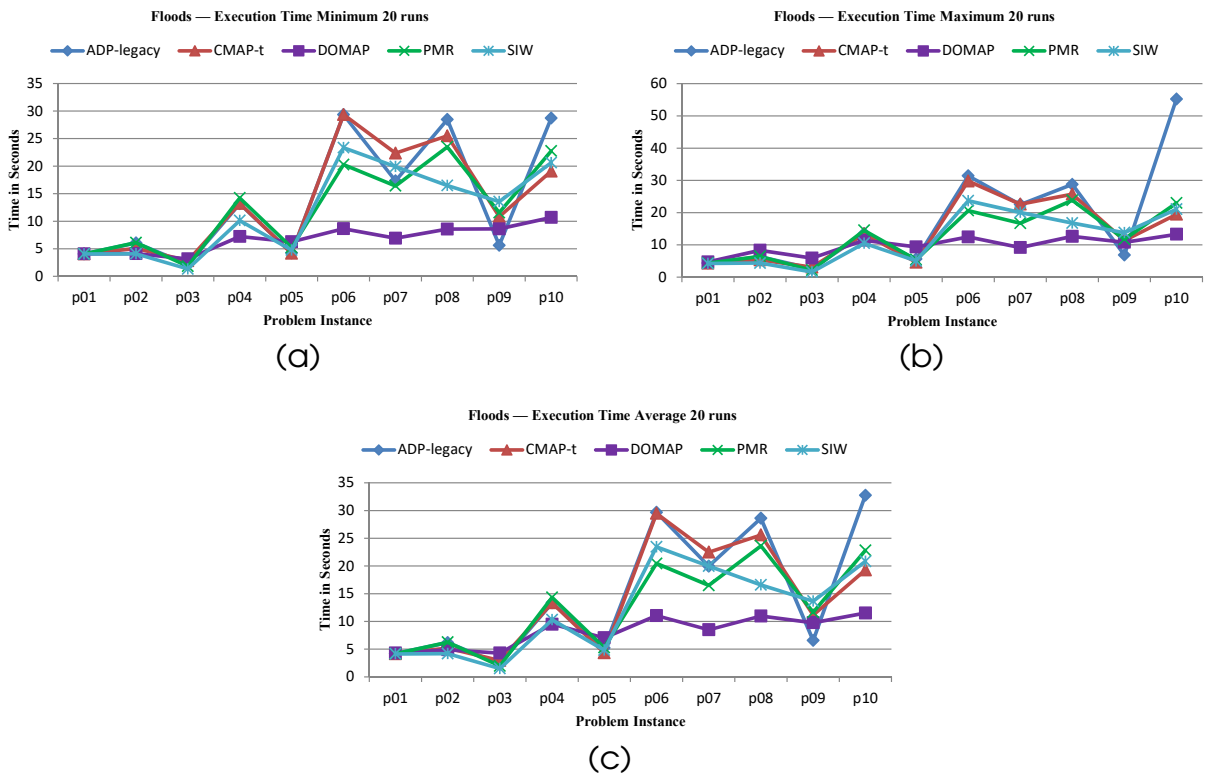 Floods — Execution Time Minimum 20 runs
ADP-legacy CMAP-t DOMAP PMR SIW
35
30
25
20
15
10
5
0
Time in Seconds
p01 p02 p03 p04 p05 p06 p07 p08 p09 p10
Problem Instance
(a)
Floods — Execution Time Maximum 20 runs
ADP-legacy CMAP-t DOMAP PMR SIW
60
50
40
30
20
10
0
Time in Seconds
p01 p02 p03 p04 p05 p06 p07 p08 p09 p10
Problem Instance
(b)
Floods — Execution Time Average 20 runs
ADP-legacy CMAP-t DOMAP PMR SIW
35
30
25
20
15
10
5
0
Time in Seconds
p01 p02 p03 p04 p05 p06 p07 p08 p09 p10
Problem Instance
(c)